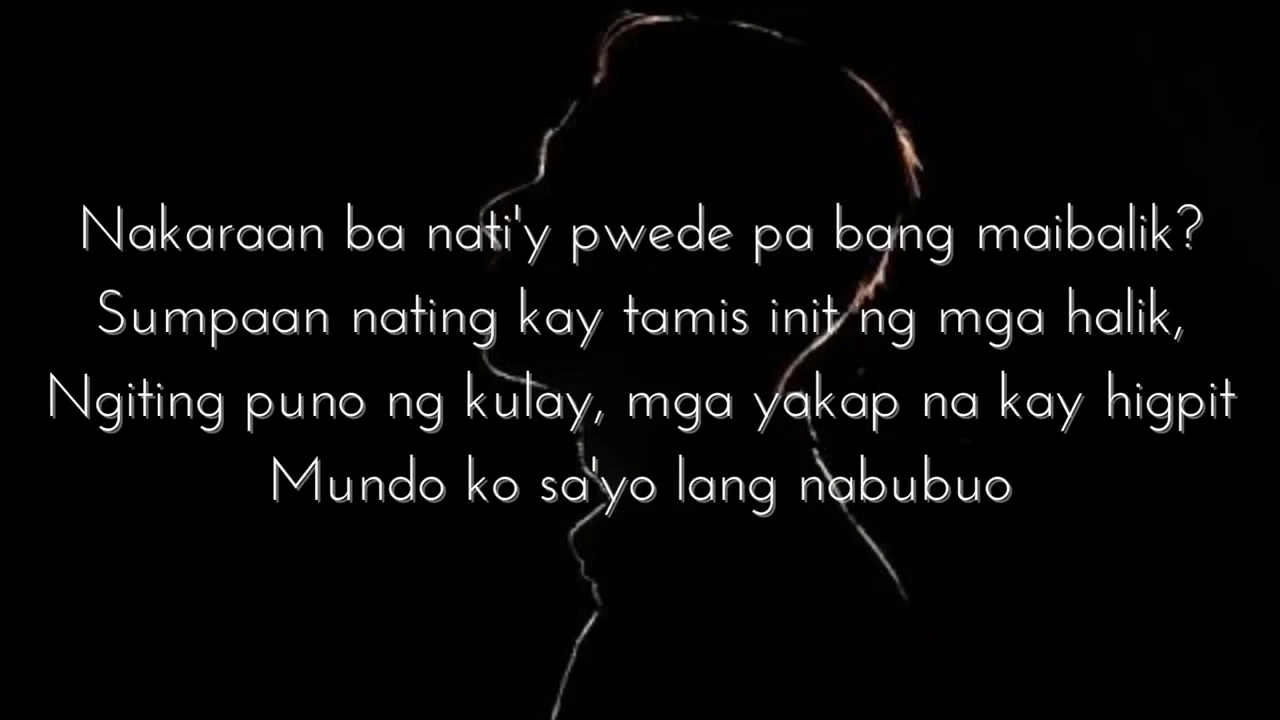 Nakaraan ba nati'y pwede pa bang maibalik?
Sumpaan nating kay tamis init ng mga halik,
Ngiting puno ng kulay, mga yakap na kay higpit
Mundo ko sa'yo lang nabubuo